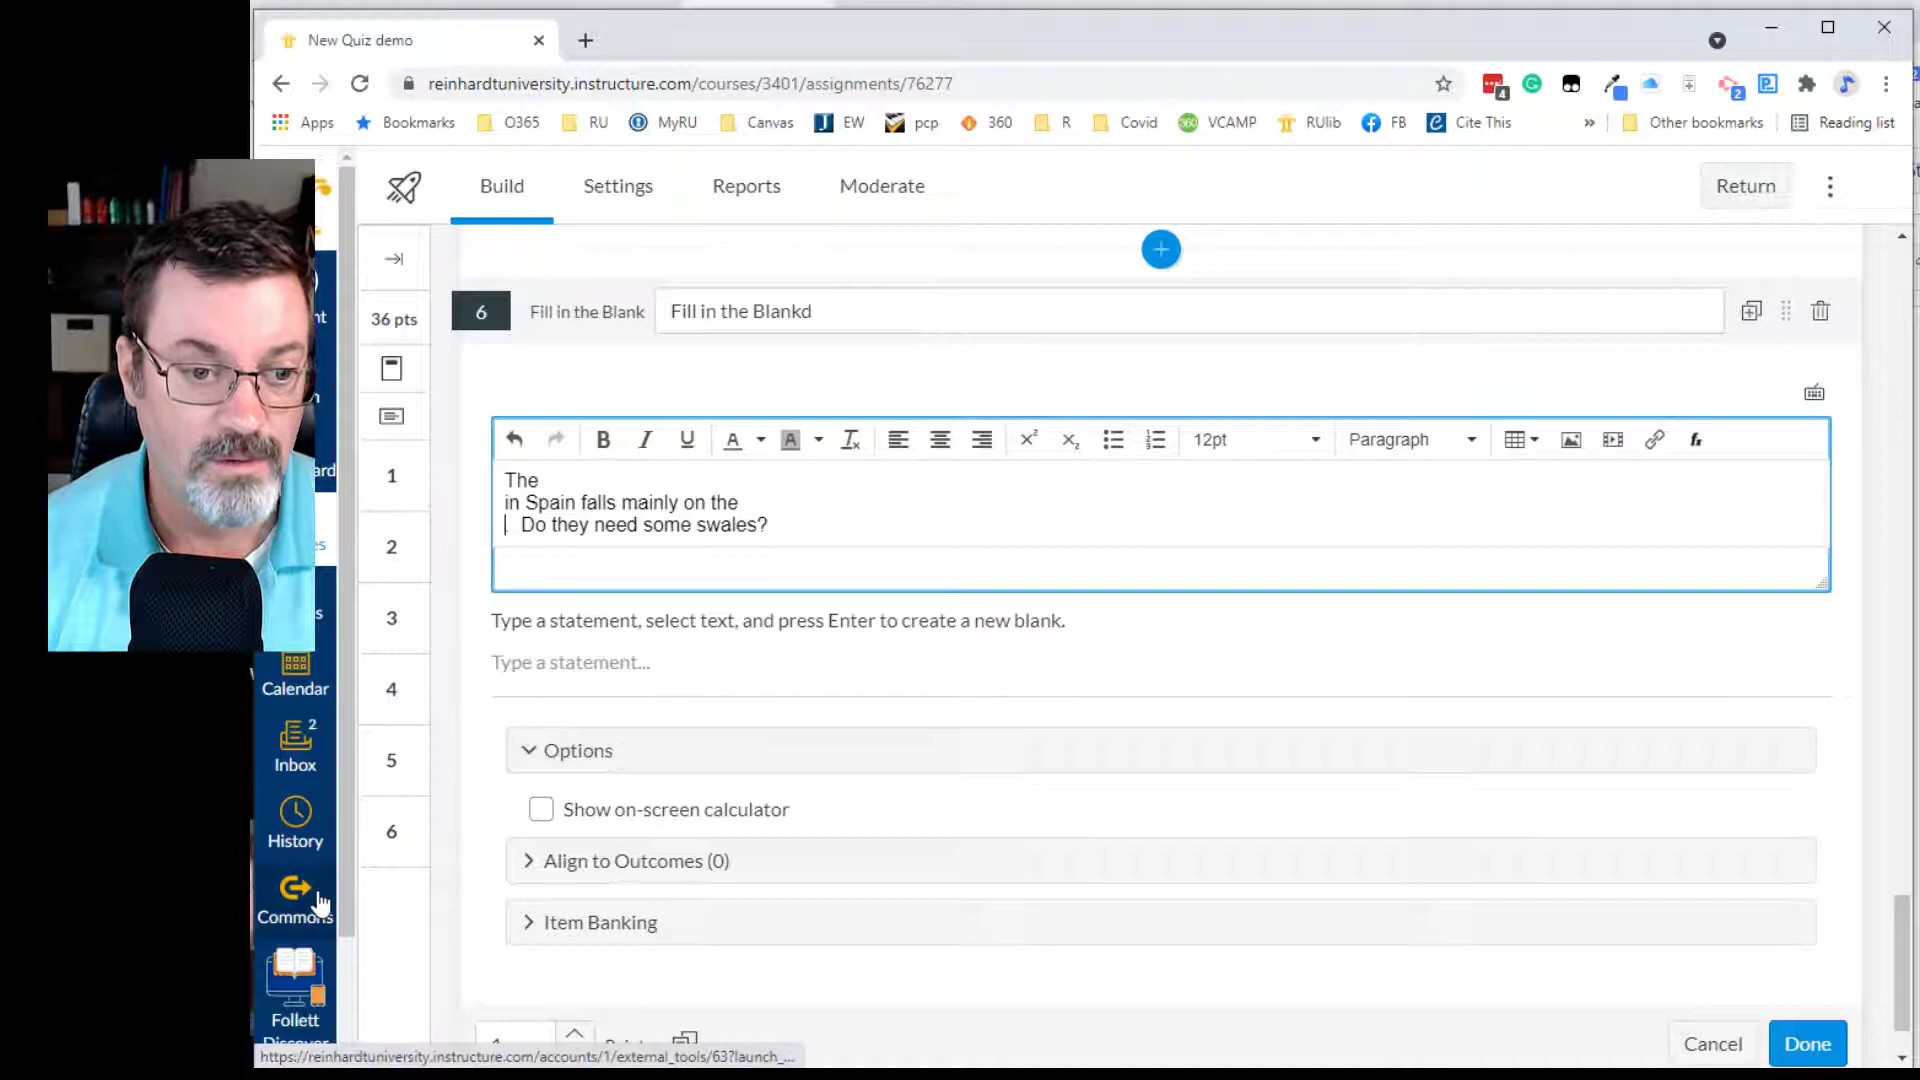 New Quiz demo
reinhardtuniversity.instructure.com/courses/3401/assignments/76277
4
2
Apps Bookmarks O365 RU MyRU Canvas EW pcp 360 R Covid VCAMP RUlib FB Cite This » Other bookmarks Reading list
Build Settings Reports Moderate Return
36 pts
6 Fill in the Blank Fill in the Blankd
12pt Paragraph
The
in Spain falls mainly on the
. Do they need some swales?
Type a statement, select text, and press Enter to create a new blank.
Type a statement...
1
2
3
4
5
6
Options
Show on-screen calculator
Align to Outcomes (0)
Item Banking
Calendar
2
Inbox
History
Commons
Follett
Discover
Cancel Done
https://reinhardtuniversity.instructure.com/accounts/1/external_tools/63?launch_...